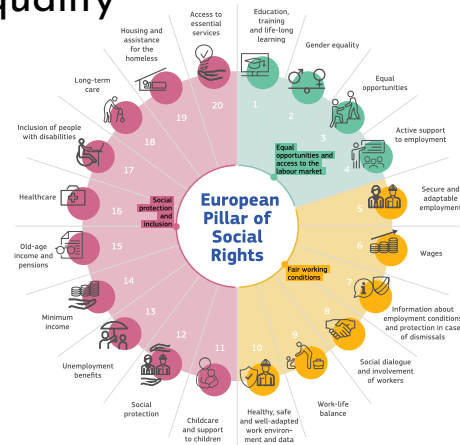 quality
Access to
essential
services
Education,
training
and life-long
learning
Housing and
assistance
for the
homeless
Gender equality
Long-term
care
Equal
opportunities
Inclusion of people
with disabilities
Active support
to employment
Healthcare
Secure and
adaptable
employment
Old-age
income and
pensions
Wages
Minimum
income
Information about
employment conditions
and protection in case
of dismissals
Unemployment
benefits
Social dialogue
and involvement
of workers
Social
protection
Work-life
balance
Childcare
and support
to children
Healthy, safe
and well-adapted
work environ-
ment and data
1
2
3
4
5
6
7
8
9
10
11
12
13
14
15
16
17
18
19
20
Equal
opportunities and
access to the
labour market
Social
protection
and
inclusion
Fair working
conditions
European
Pillar of
Social
Rights